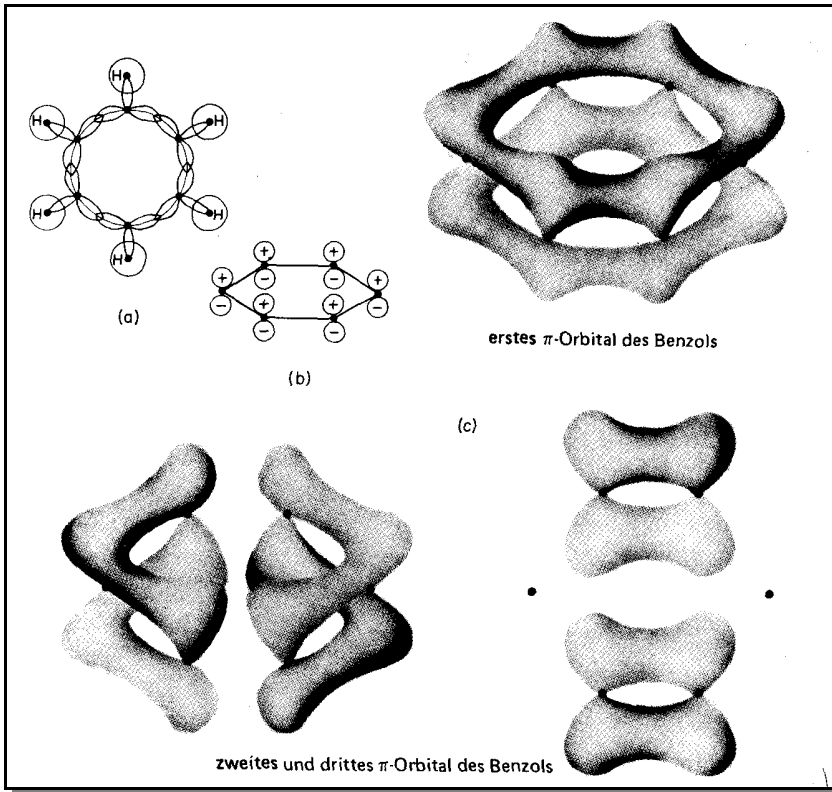 H
H H
H H
H
(a)
+ + + +
− − − −
+ +
− −
(b)
erstes π-Orbital des Benzols
(c)
zweites und drittes π-Orbital des Benzols